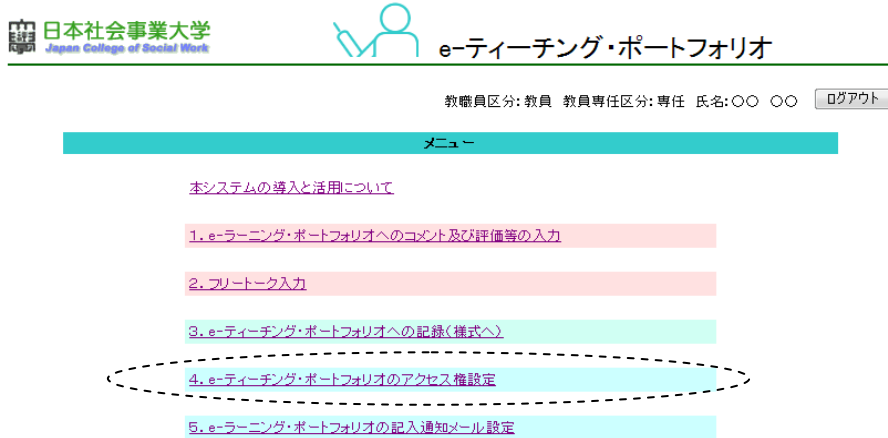 日本社会事業大学
Japan College of Social Work
e-ティーチング・ポートフォリオ
教職員区分:教員 教員専任区分:専任 氏名:〇〇 〇〇 ログアウト
メニュー
本システムの導入と活用について
1.e-ラーニング・ポートフォリオへのコメント及び評価等の入力
2.フリートーク入力
3.e-ティーチング・ポートフォリオへの記録(様式へ)
4.e-ティーチング・ポートフォリオのアクセス権設定
5.e-ラーニング・ポートフォリオの記入通知メール設定